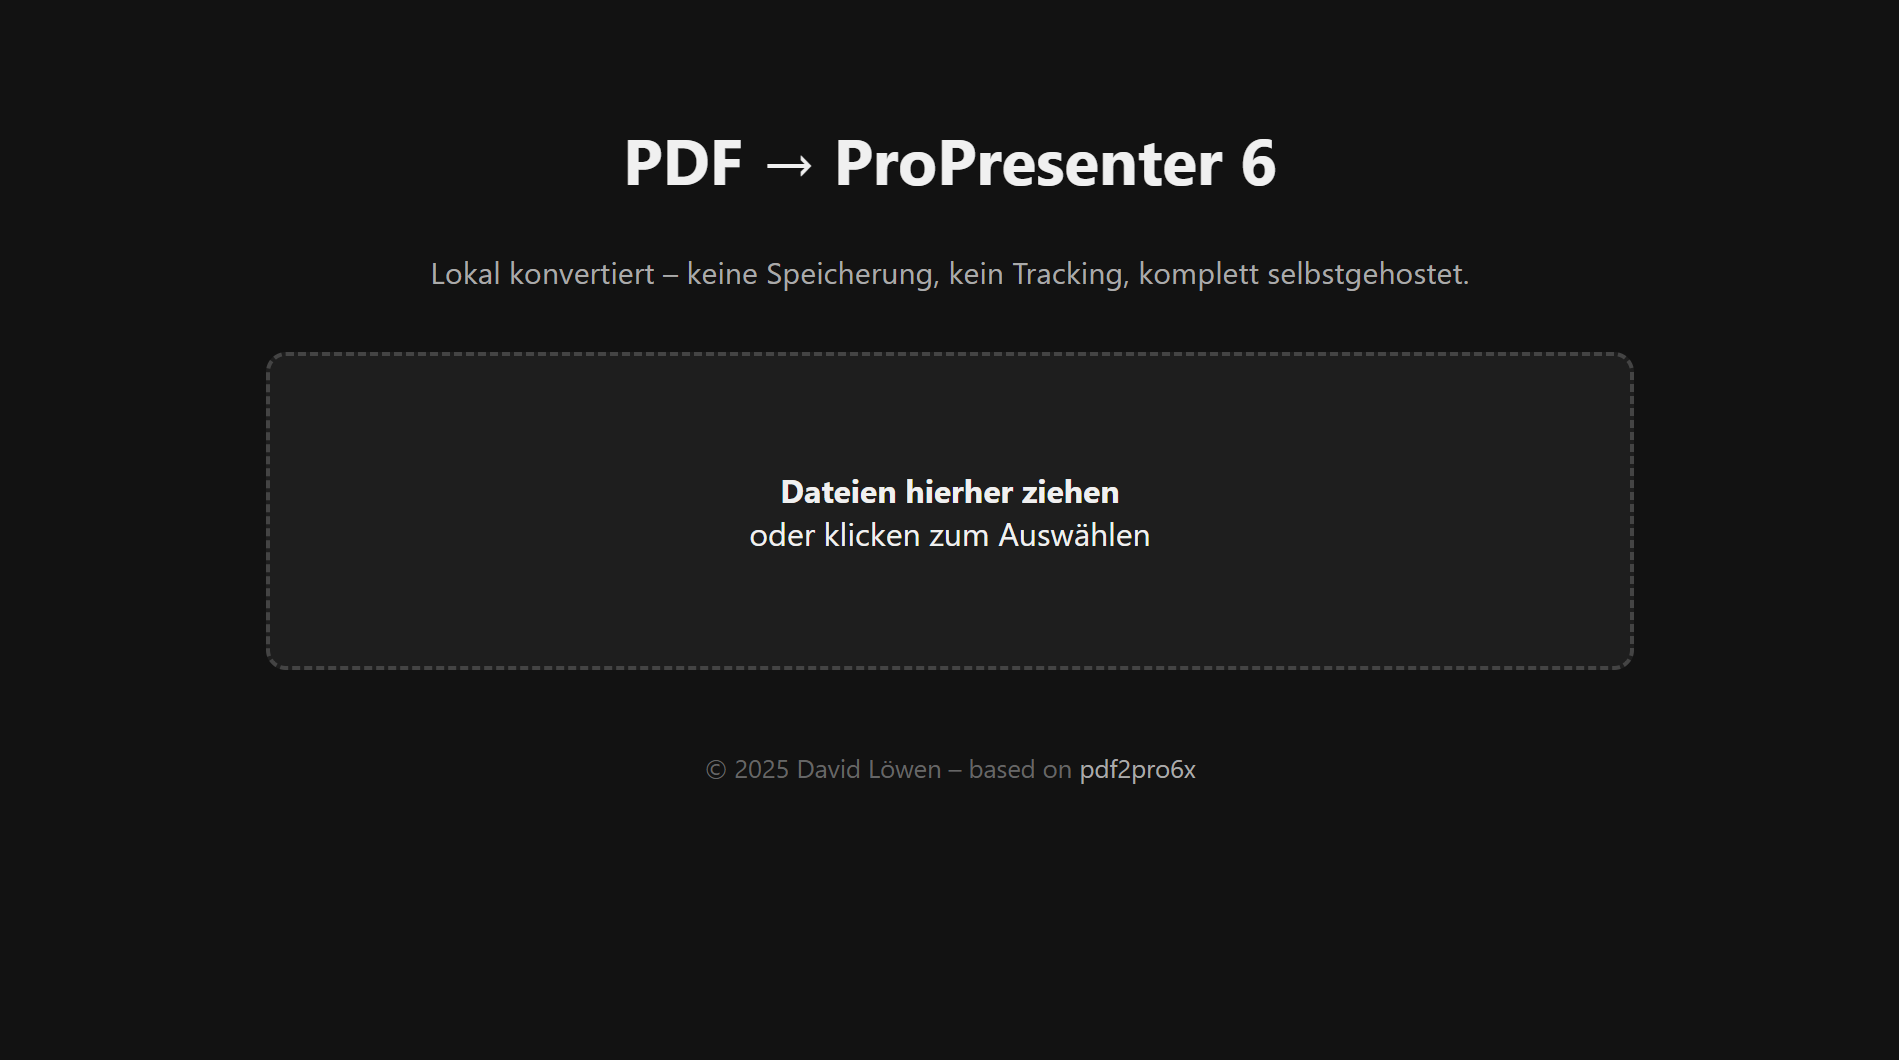 PDF → ProPresenter 6
Lokal konvertiert – keine Speicherung, kein Tracking, komplett selbstgehostet.
Dateien hierher ziehen
oder klicken zum Auswählen
© 2025 David Löwen – based on pdf2pro6x